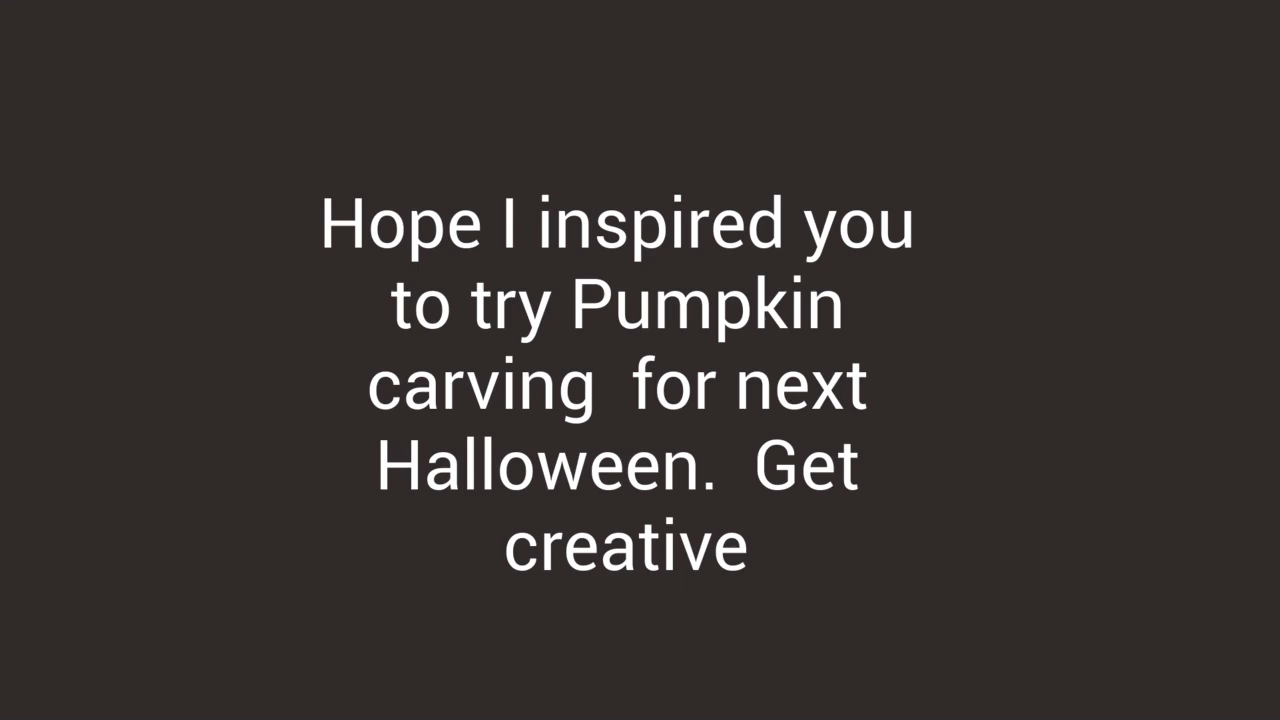 Hope I inspired you
to try Pumpkin
carving  for next
Halloween.  Get
creative